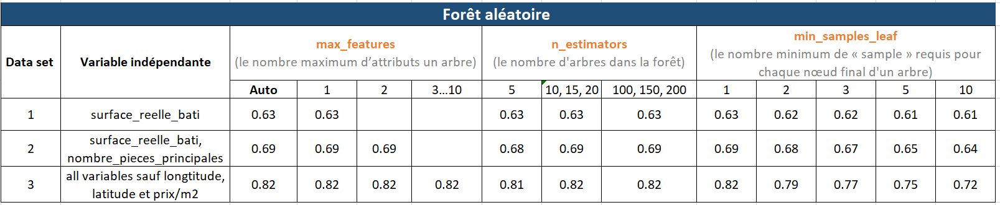 Forêt aléatoire
Data set
Variable indépendante
max_features
(le nombre maximum d’attributs un arbre)
n_estimators
(le nombre d'arbres dans la forêt)
min_samples_leaf
(le nombre minimum de « sample » requis pour
chaque nœud final d'un arbre)
Auto 1 2 3...10 5 10, 15, 20 100, 150, 200 1 2 3 5 10
1 surface_reelle_bati 0.63 0.63 0.63 0.63 0.63 0.63 0.62 0.62 0.61 0.61
2 surface_reelle_bati,
nombre_pieces_principales 0.69 0.69 0.69 0.68 0.69 0.69 0.69 0.68 0.67 0.65 0.64
3 all variables sauf longtitude,
latitude et prix/m2 0.82 0.82 0.82 0.82 0.81 0.82 0.82 0.82 0.79 0.77 0.75 0.72